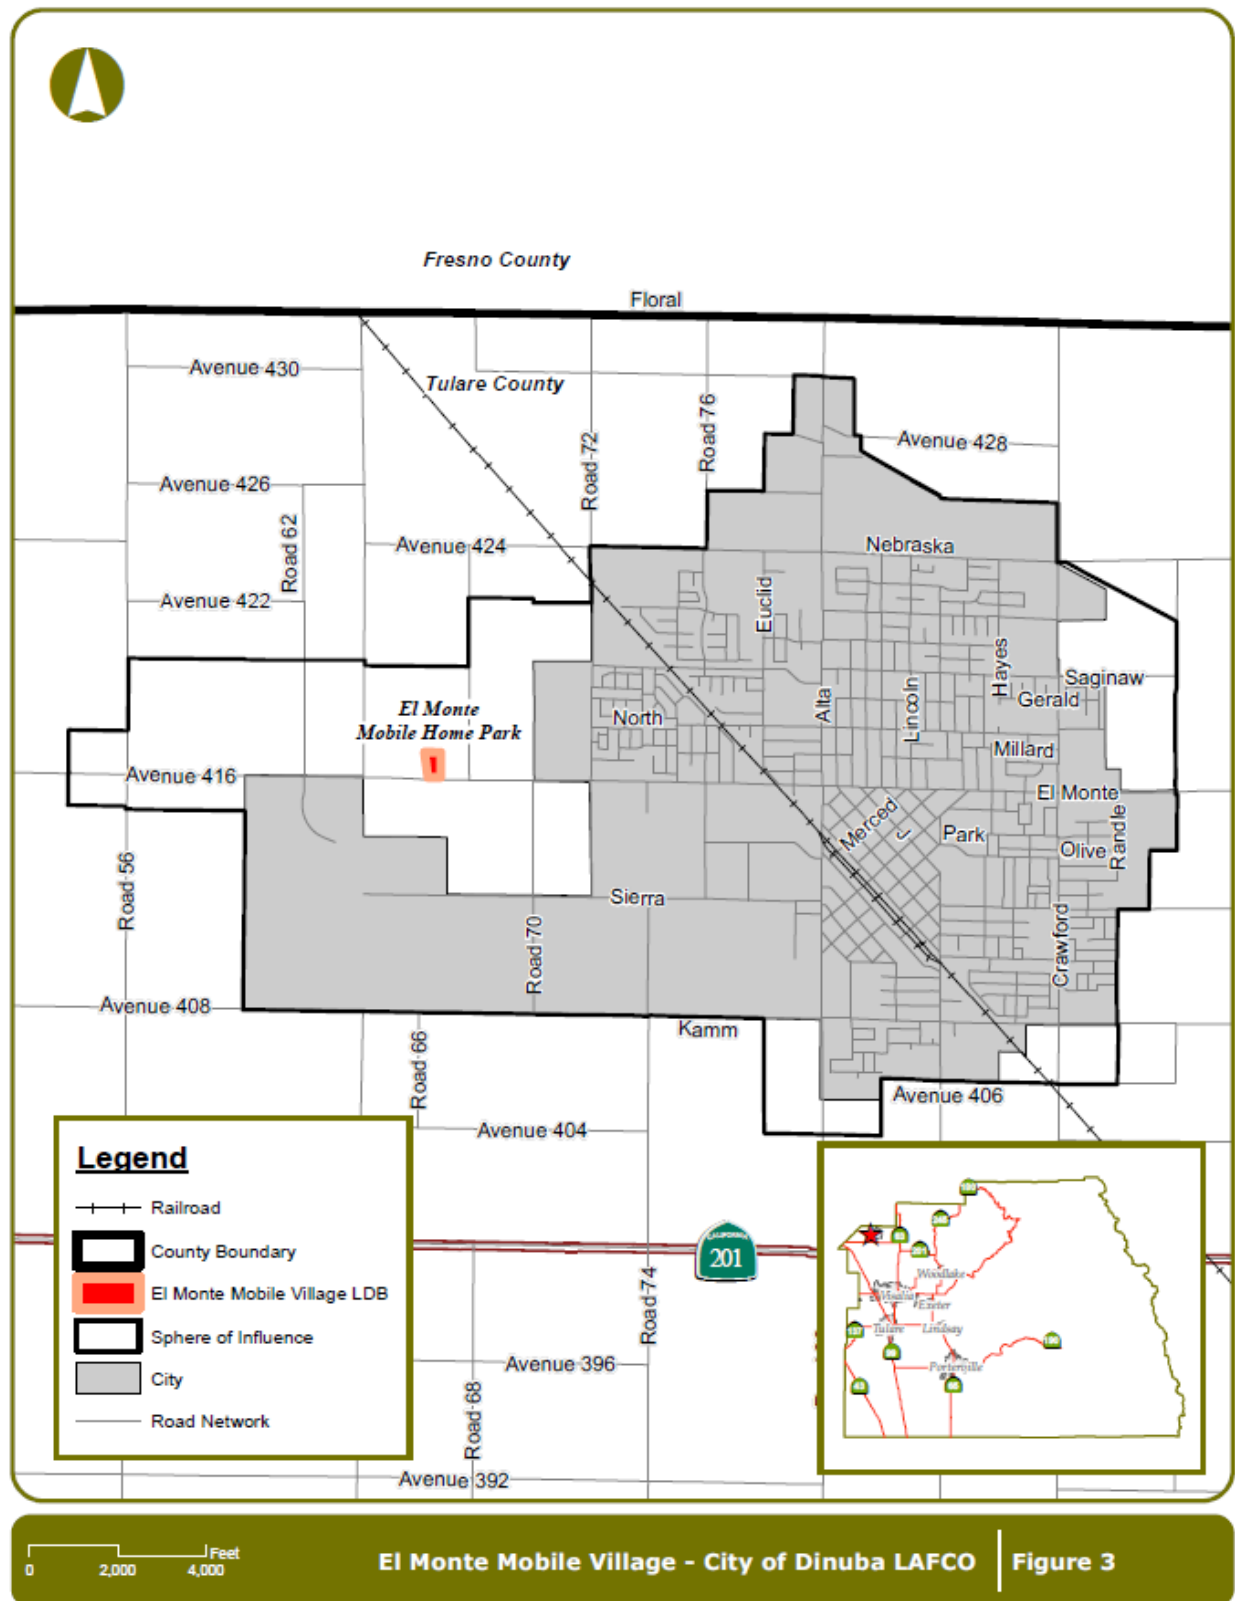 Fresno County
Floral
Avenue 430
Tulare County
Road 76
Road 72
Avenue 428
Avenue 426
Road 62
Avenue 424
Nebraska
Avenue 422
Euclid
Hayes
Saginaw
Gerald
Lincoln
Alta
El Monte
Mobile Home Park
North
Millard
Avenue 416
El Monte
Merced
J
Park
Randle
Olive
Road 56
Sierra
Crawford
Road 70
Avenue 408
Kamm
Road 66
Avenue 406
Avenue 404
Legend
Railroad
County Boundary
El Monte Mobile Village LDB
Sphere of Influence
City
Road Network
CALIFORNIA
201
Road 74
Avenue 396
Road 68
Avenue 392
Woodlake
Visalia
Exeter
Tulare
Lindsay
Porterville
190
Feet
0
2,000
4,000
El Monte Mobile Village - City of Dinuba LAFCO
Figure 3